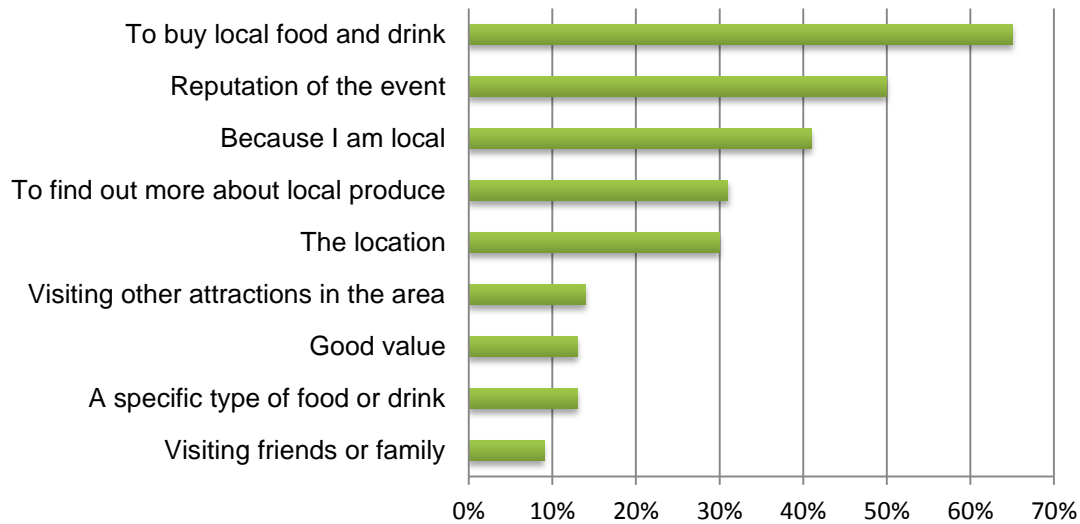 To buy local food and drink
Reputation of the event
Because I am local
To find out more about local produce
The location
Visiting other attractions in the area
Good value
A specific type of food or drink
Visiting friends or family
0% 10% 20% 30% 40% 50% 60% 70%